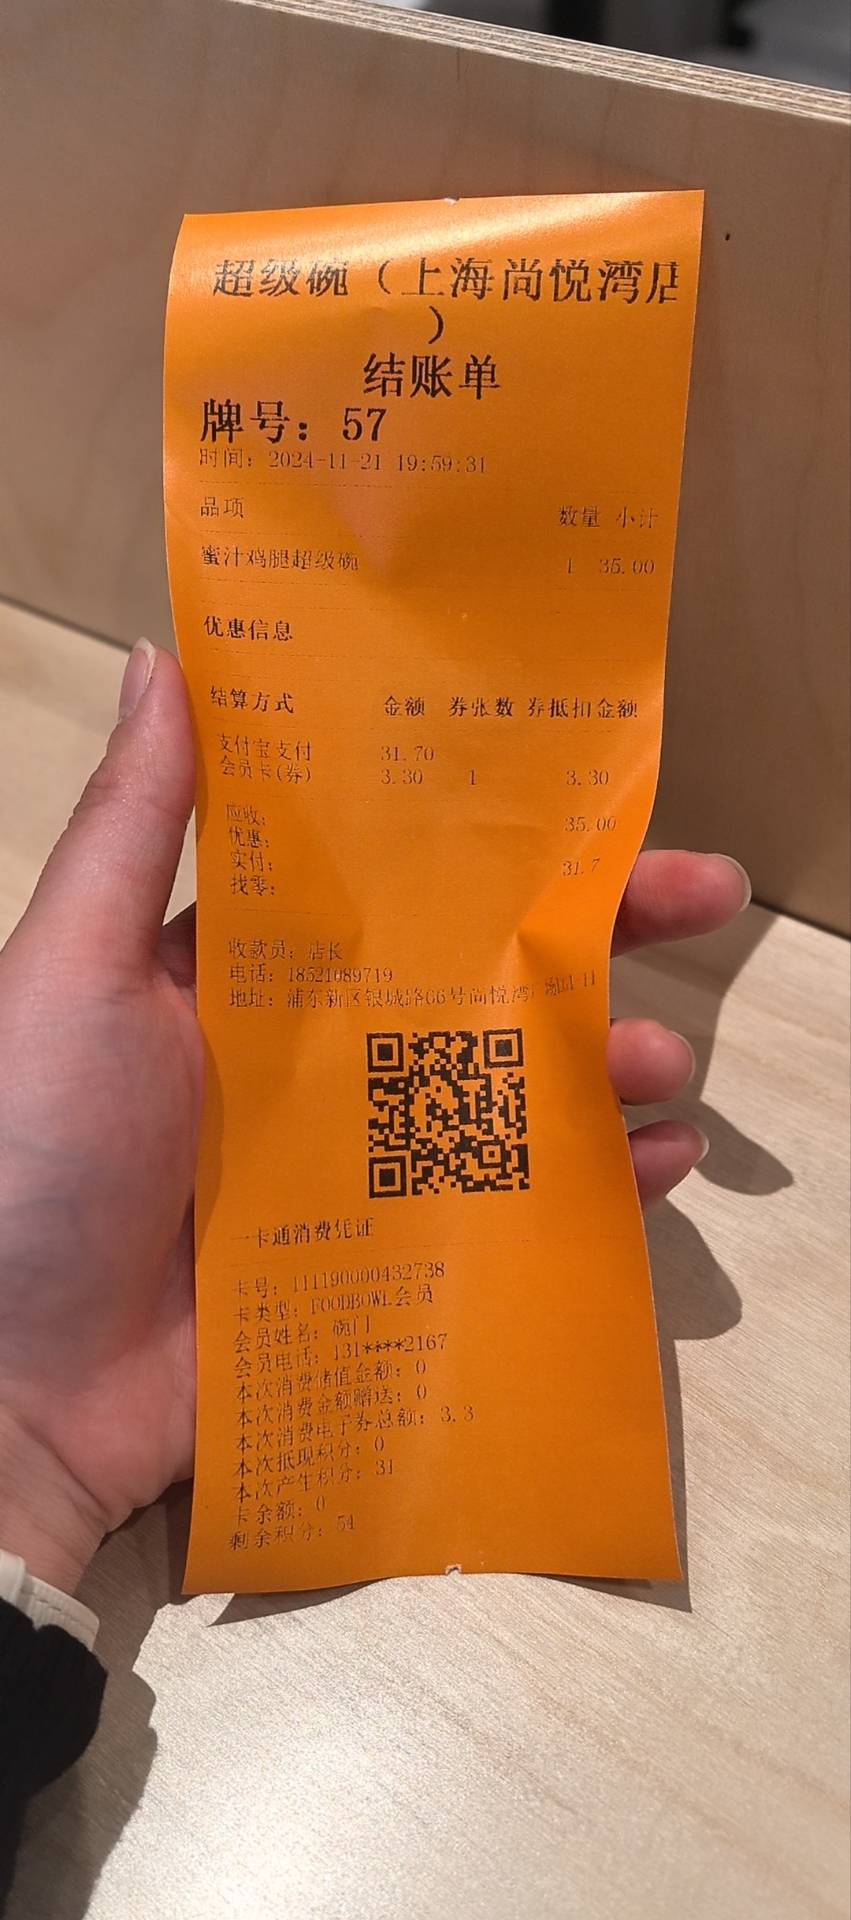 超级碗（上海尚悦湾店
）
结账单
牌号：57
时间：2024-11-21 19:59:31
品项 数量 小计
蜜汁鸡腿超级碗 1 35.00
优惠信息
结算方式 金额 券张数 券抵扣金额
支付宝支付 31.70
会员卡(券) 3.30 1 3.30
应收： 35.00
优惠：
实付： 31.7
找零：
收款员：店长
电话：18521089719
地址：浦东新区银城路66号尚悦湾广场
一卡通消费凭证
卡号：111190000432738
卡类型：FOODBOWL会员
会员姓名：碗门
会员电话：131****2167
本次消费储值金额：0
本次消费金额赠送：0
本次消费电子券总额：3.3
本次抵现积分：0
本次产生积分：31
卡余额：0
剩余积分：54